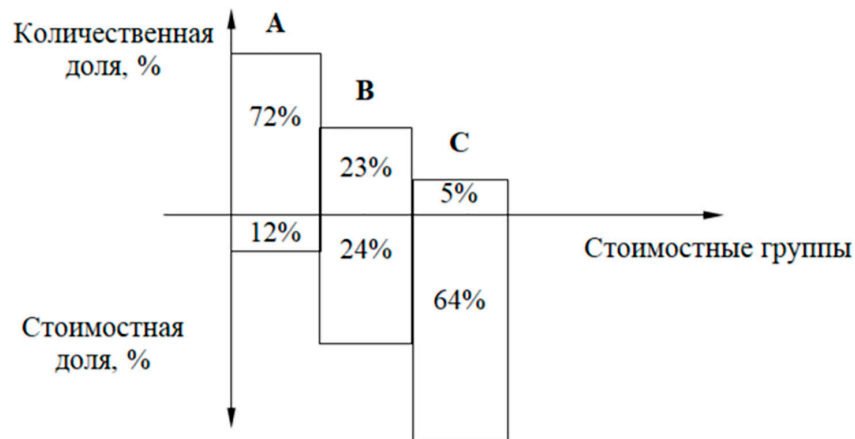 Количественная
доля, %
A
B
C
72%
23%
5%
12%
24%
64%
Стоимостные группы
Стоимостная
доля, %